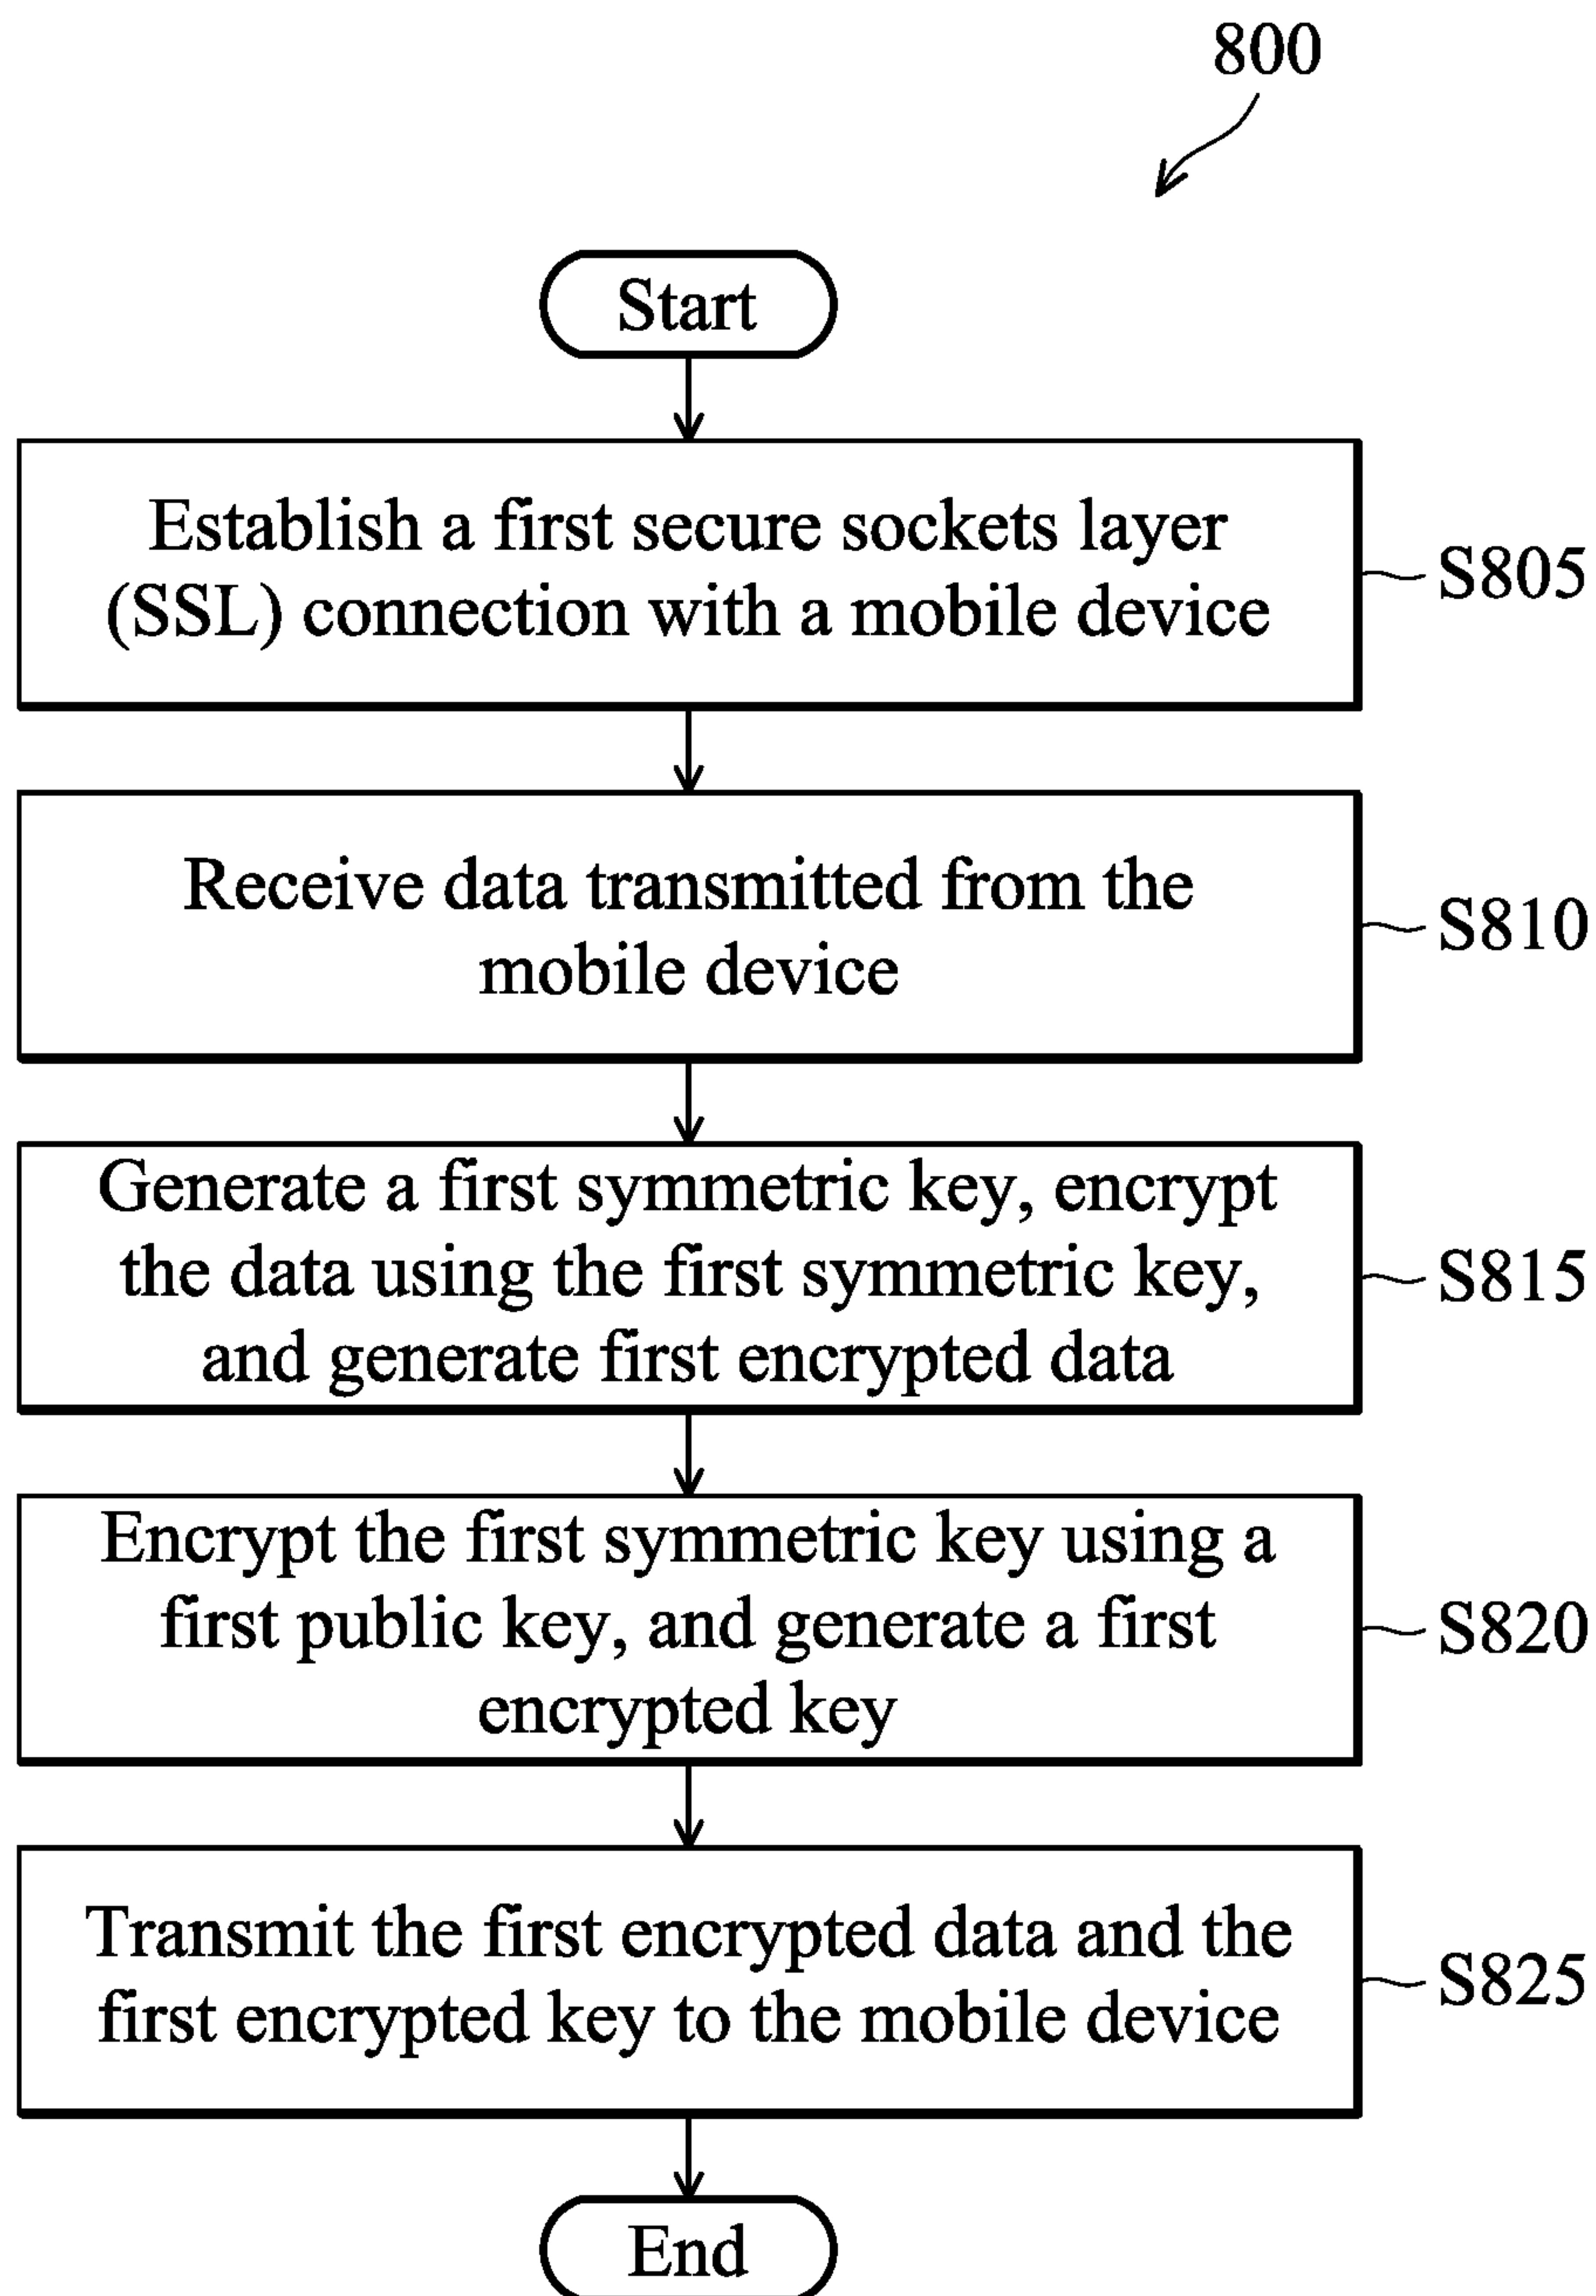 800
Start
Establish a first secure sockets layer
(SSL) connection with a mobile device
S805
Receive data transmitted from the
mobile device
S810
Generate a first symmetric key, encrypt
the data using the first symmetric key,
and generate first encrypted data
S815
Encrypt the first symmetric key using a
first public key, and generate a first
encrypted key
S820
Transmit the first encrypted data and the
first encrypted key to the mobile device
S825
End